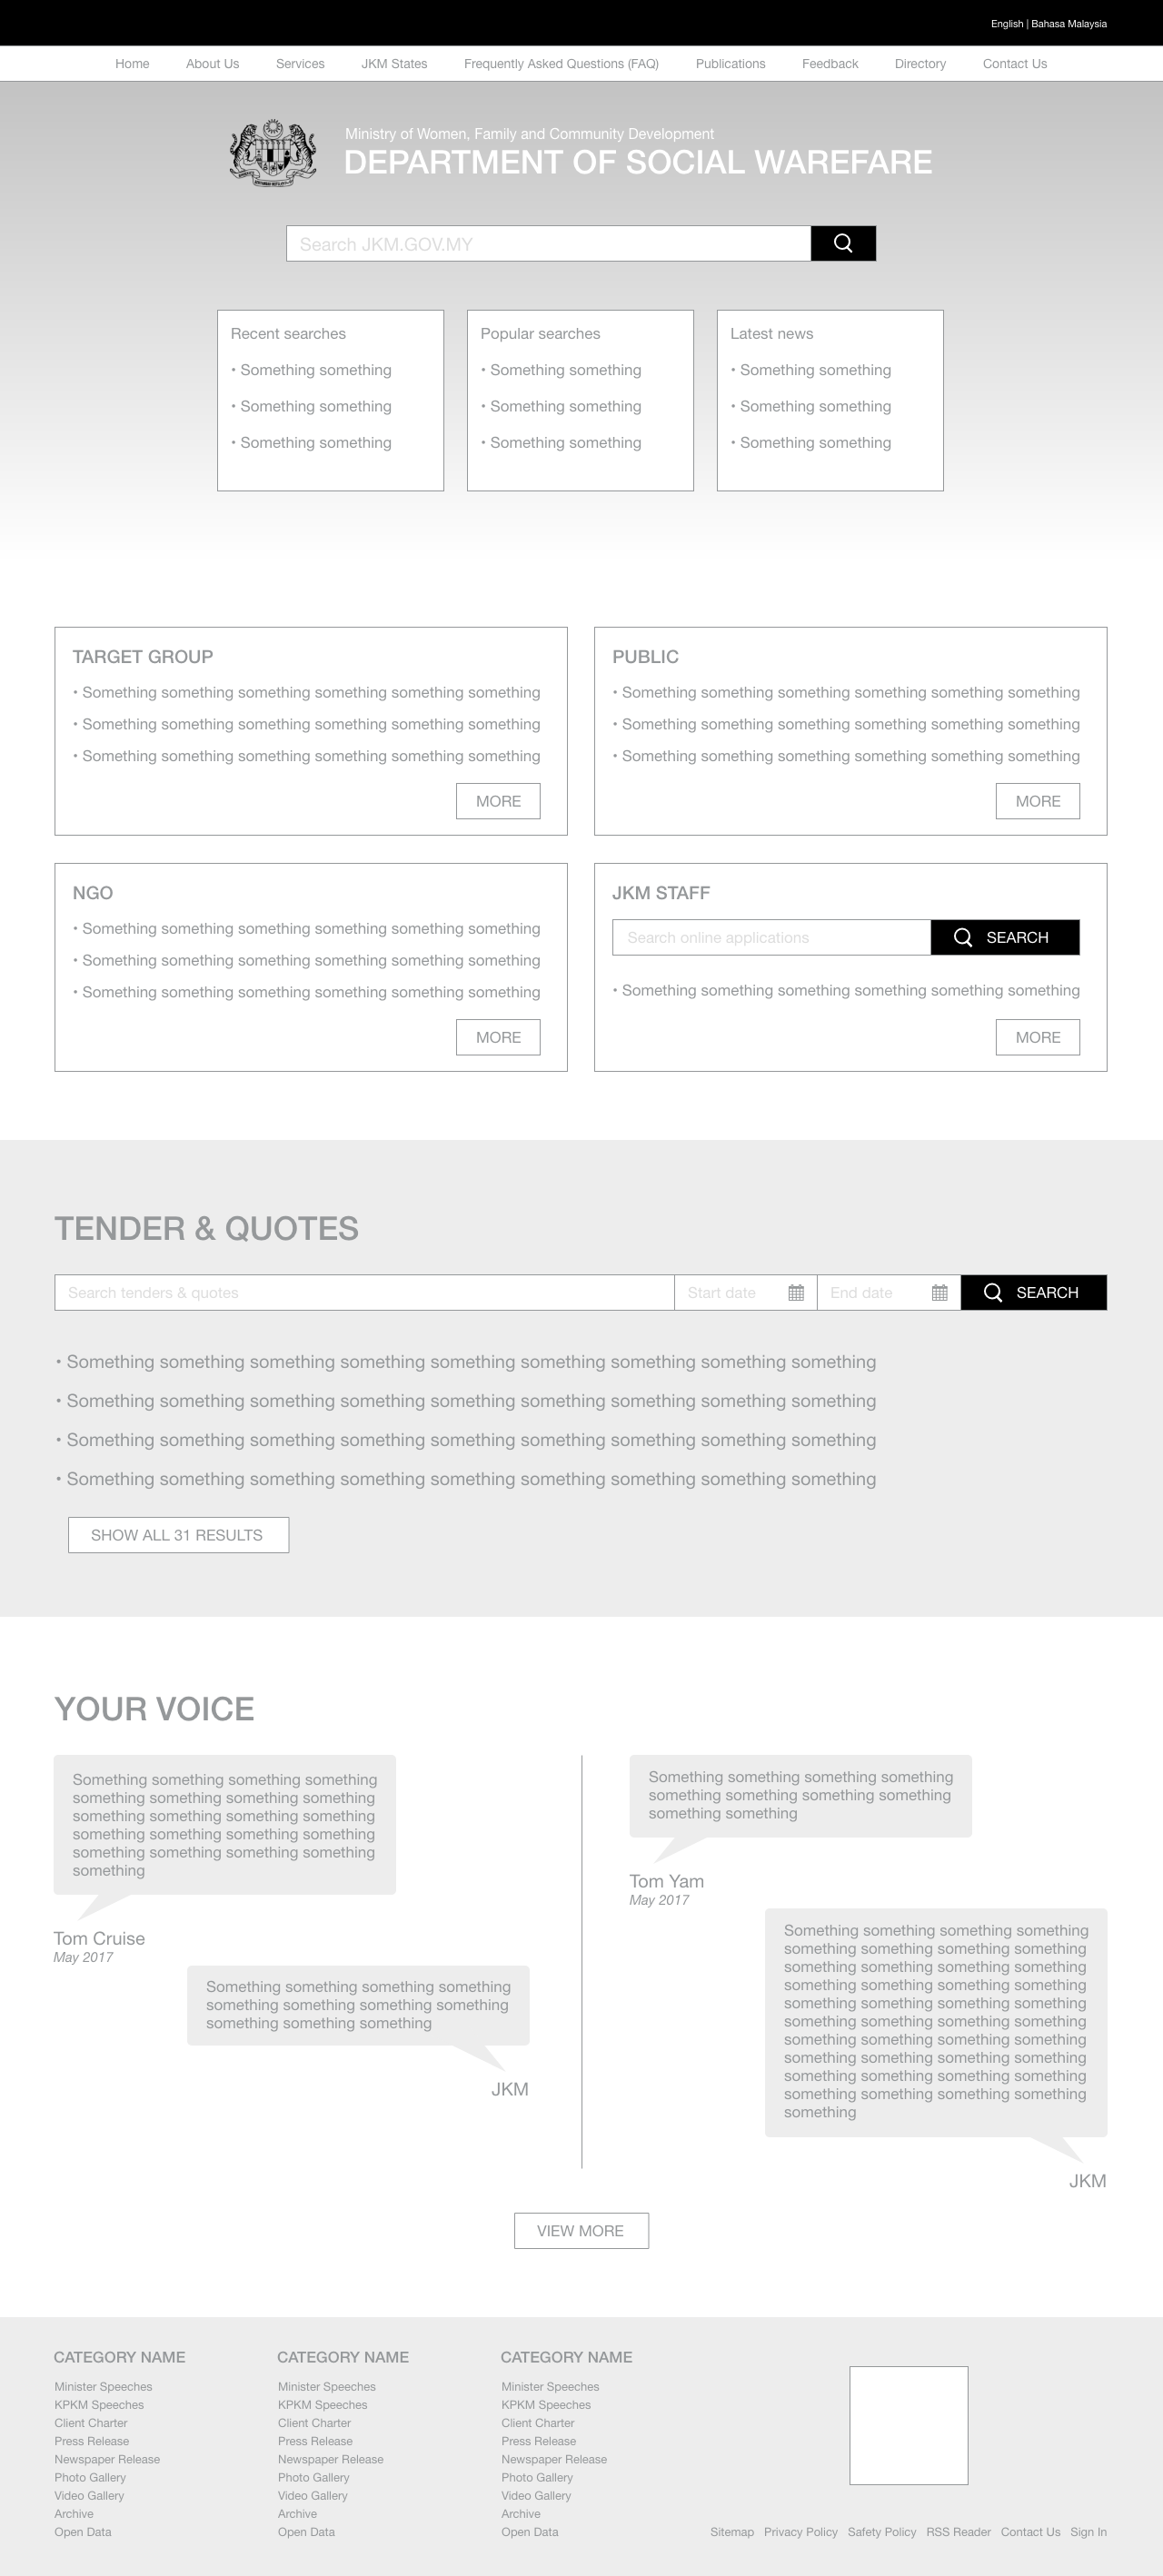 English | Bahasa Malaysia
Home About Us Services JKM States Frequently Asked Questions (FAQ) Publications Feedback Directory Contact Us
Ministry of Women, Family and Community Development
DEPARTMENT OF SOCIAL WAREFARE
Search JKM.GOV.MY
Recent searches
• Something something
• Something something
• Something something
Popular searches
• Something something
• Something something
• Something something
Latest news
• Something something
• Something something
• Something something
TARGET GROUP
• Something something something something something something
• Something something something something something something
• Something something something something something something
MORE
PUBLIC
• Something something something something something something
• Something something something something something something
• Something something something something something something
MORE
NGO
• Something something something something something something
• Something something something something something something
• Something something something something something something
MORE
JKM STAFF
Search online applications SEARCH
• Something something something something something something
MORE
TENDER & QUOTES
Search tenders & quotes Start date End date SEARCH
• Something something something something something something something something something
• Something something something something something something something something something
• Something something something something something something something something something
• Something something something something something something something something something
SHOW ALL 31 RESULTS
YOUR VOICE
Something something something something
something something something something
something something something something
something something something something
something something something something
something
Tom Cruise
May 2017
Something something something something
something something something something
something something something
JKM
Something something something something
something something something something
something something
Tom Yam
May 2017
Something something something something
something something something something
something something something something
something something something something
something something something something
something something something something
something something something something
something something something something
something something something something
something something something something
something
JKM
VIEW MORE
CATEGORY NAME
Minister Speeches
KPKM Speeches
Client Charter
Press Release
Newspaper Release
Photo Gallery
Video Gallery
Archive
Open Data
CATEGORY NAME
Minister Speeches
KPKM Speeches
Client Charter
Press Release
Newspaper Release
Photo Gallery
Video Gallery
Archive
Open Data
CATEGORY NAME
Minister Speeches
KPKM Speeches
Client Charter
Press Release
Newspaper Release
Photo Gallery
Video Gallery
Archive
Open Data
Sitemap Privacy Policy Safety Policy RSS Reader Contact Us Sign In